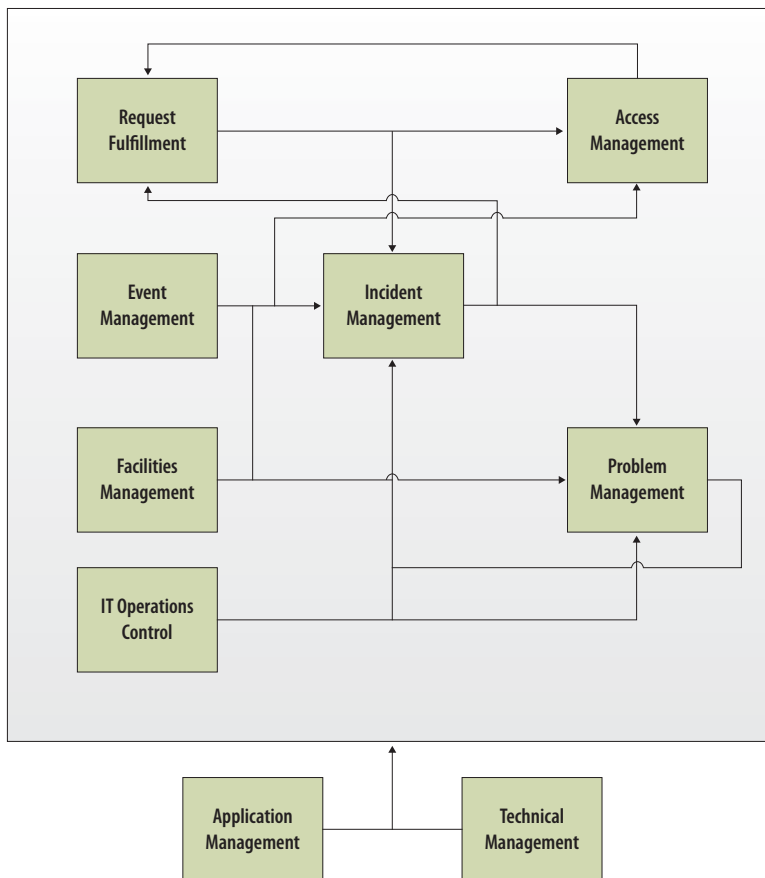 Request
Fulfillment
Access
Management
Event
Management
Incident
Management
Facilities
Management
Problem
Management
IT Operations
Control
Application
Management
Technical
Management